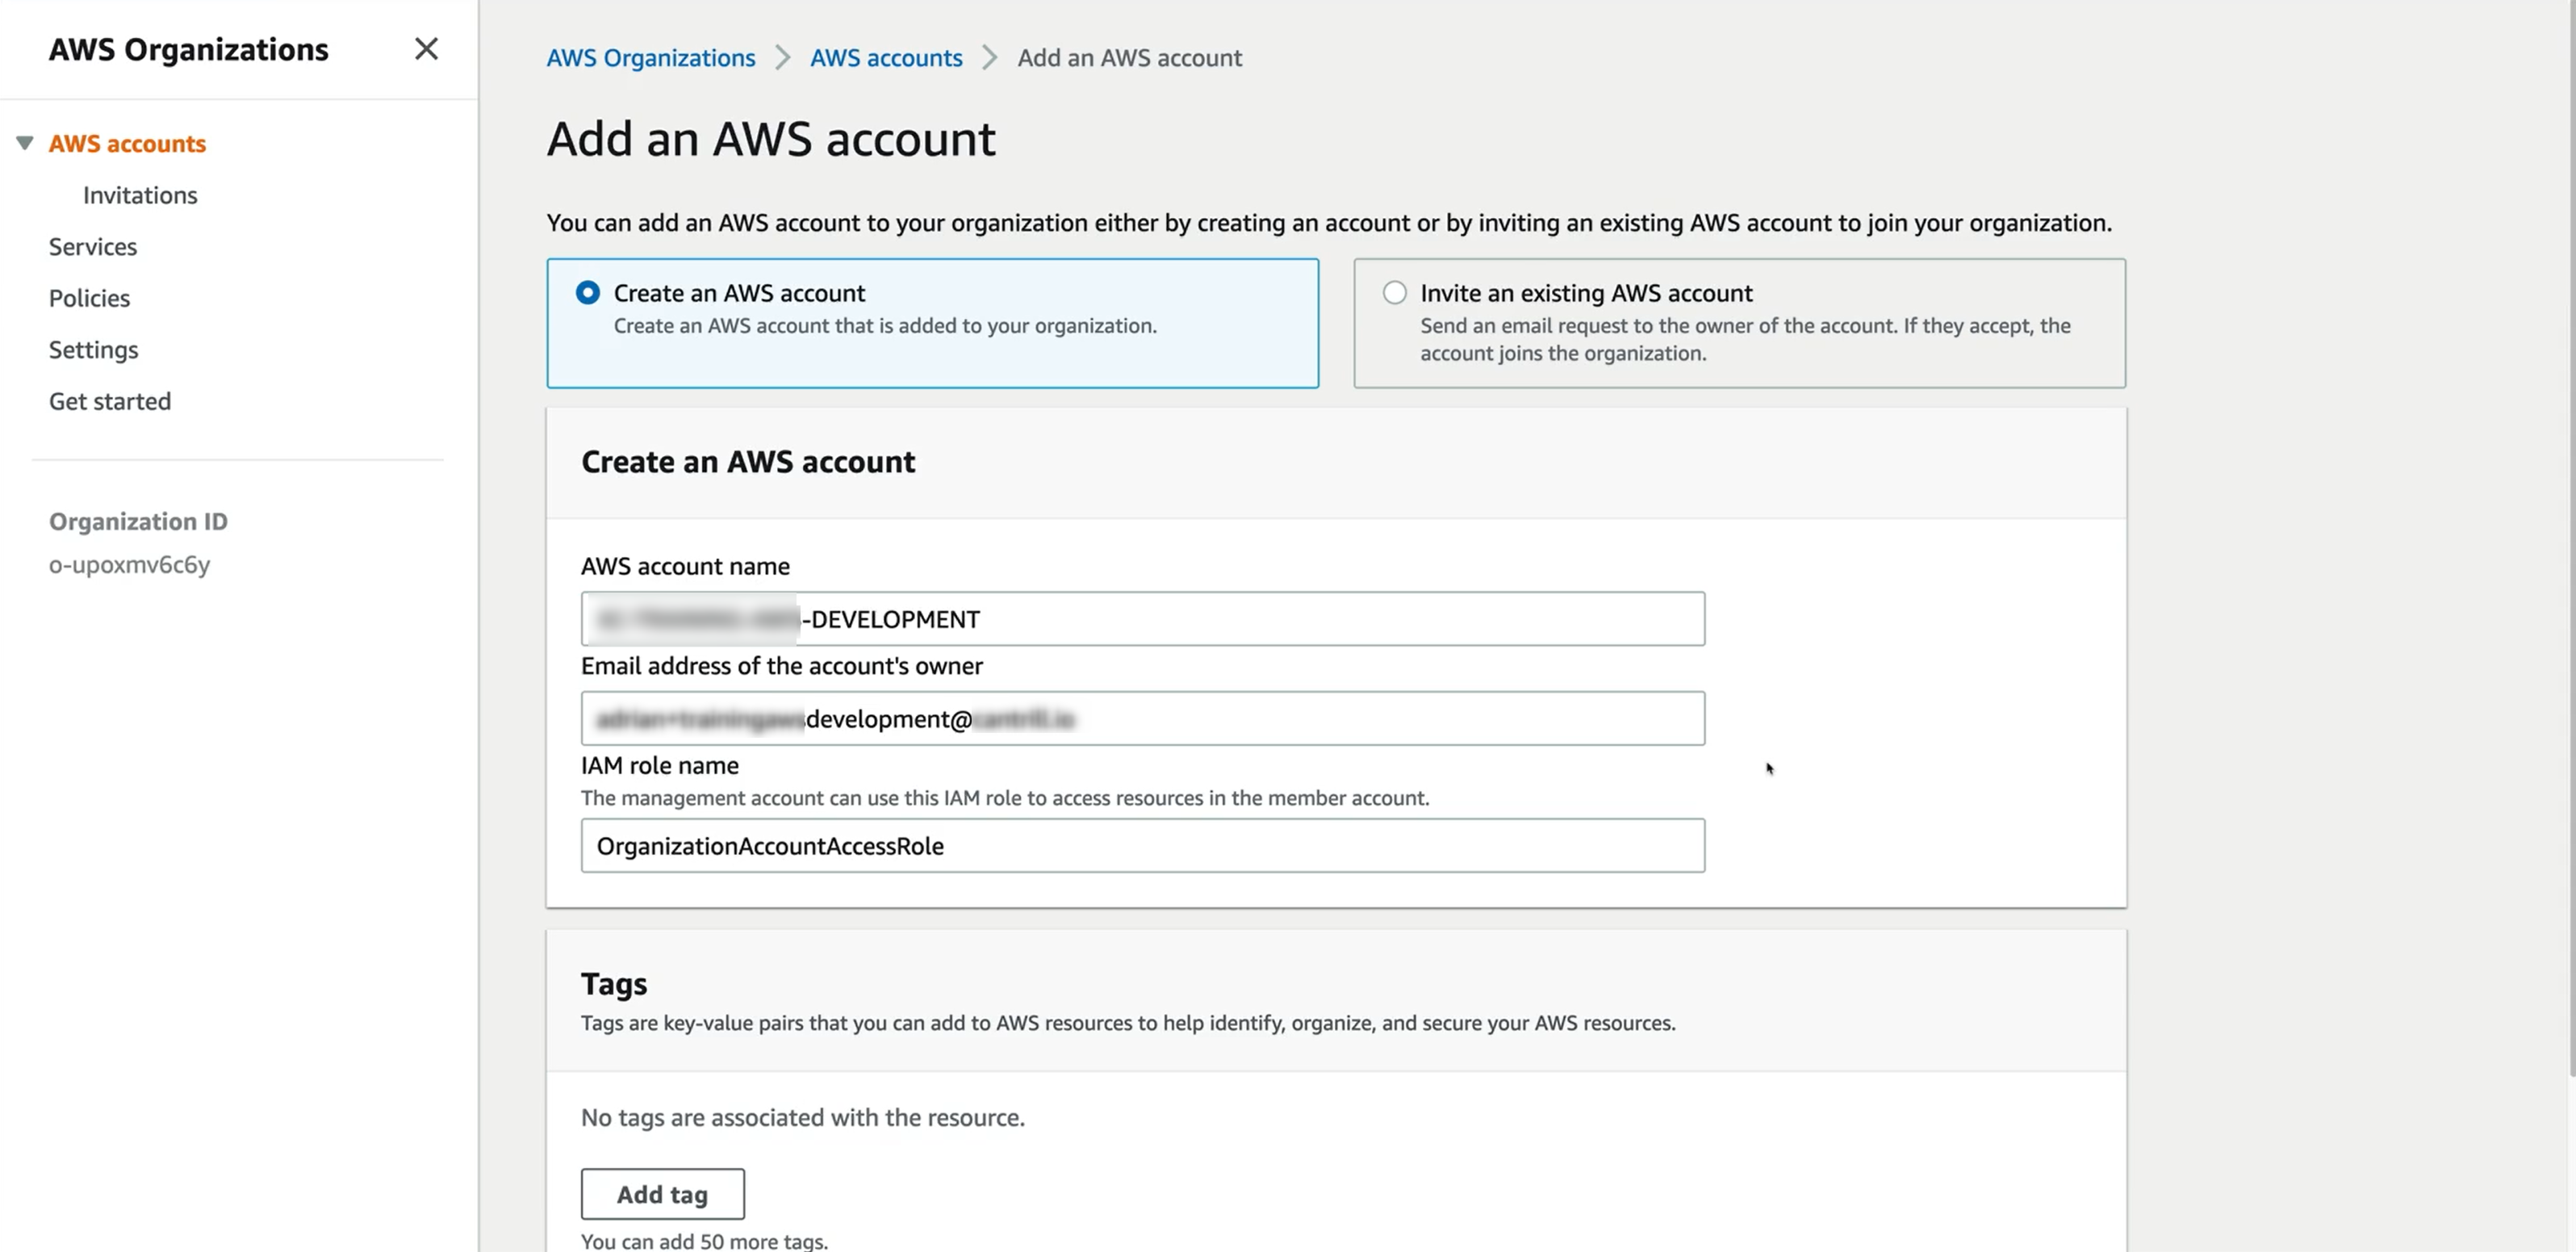 AWS Organizations
AWS accounts
Invitations
Services
Policies
Settings
Get started
Organization ID
o-upoxmv6c6y
AWS Organizations > AWS accounts > Add an AWS account
Add an AWS account
You can add an AWS account to your organization either by creating an account or by inviting an existing AWS account to join your organization.
Create an AWS account
Create an AWS account that is added to your organization.
Invite an existing AWS account
Send an email request to the owner of the account. If they accept, the
account joins the organization.
Create an AWS account
AWS account name
-DEVELOPMENT
Email address of the account's owner
development@
IAM role name
The management account can use this IAM role to access resources in the member account.
OrganizationAccountAccessRole
Tags
Tags are key-value pairs that you can add to AWS resources to help identify, organize, and secure your AWS resources.
No tags are associated with the resource.
Add tag
You can add 50 more tags.